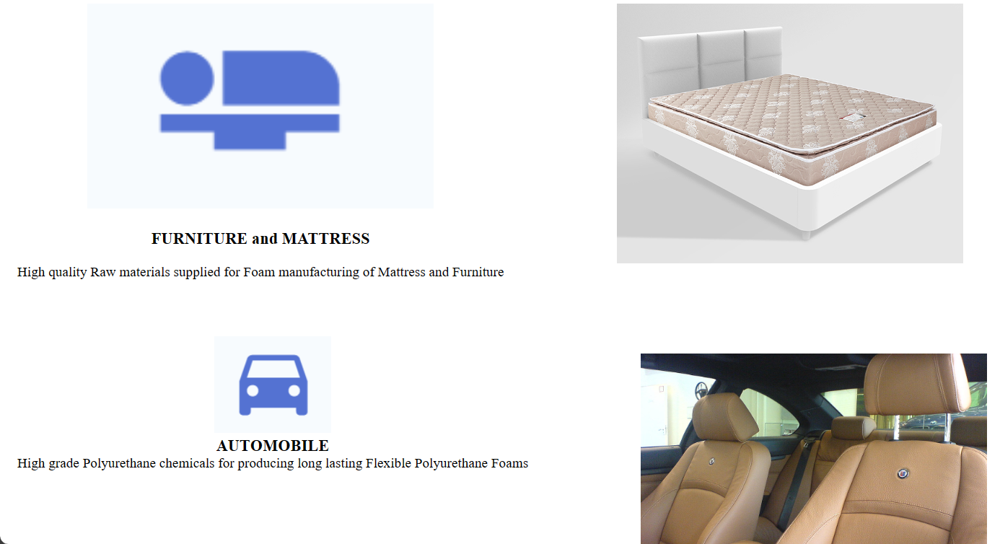 FURNITURE and MATTRESS
High quality Raw materials supplied for Foam manufacturing of Mattress and Furniture
AUTOMOBILE
High grade Polyurethane chemicals for producing long lasting Flexible Polyurethane Foams